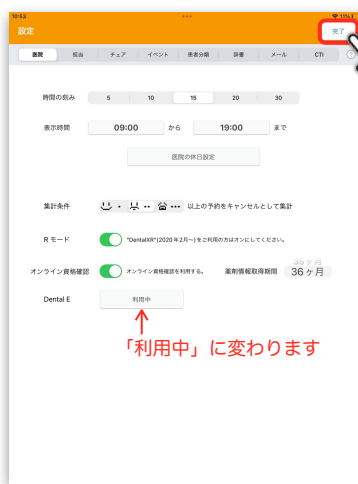 10:53 11%
設定 完了
医院 担当 チェア イベント 患者分類 辞書 メール CTI ?
時間の刻み 5 10 15 20 30
表示時間 09:00 から 19:00 まで
医院の休日設定
集計条件 以上の予約をキャンセルとして集計
R モード "DentalXR"(2020年2月〜)をご利用の方はオンにしてください。
オンライン資格確認 オンライン資格確認を利用する。 薬剤情報取得期間 36ヶ月
Dental E 利用中
「利用中」に変わります